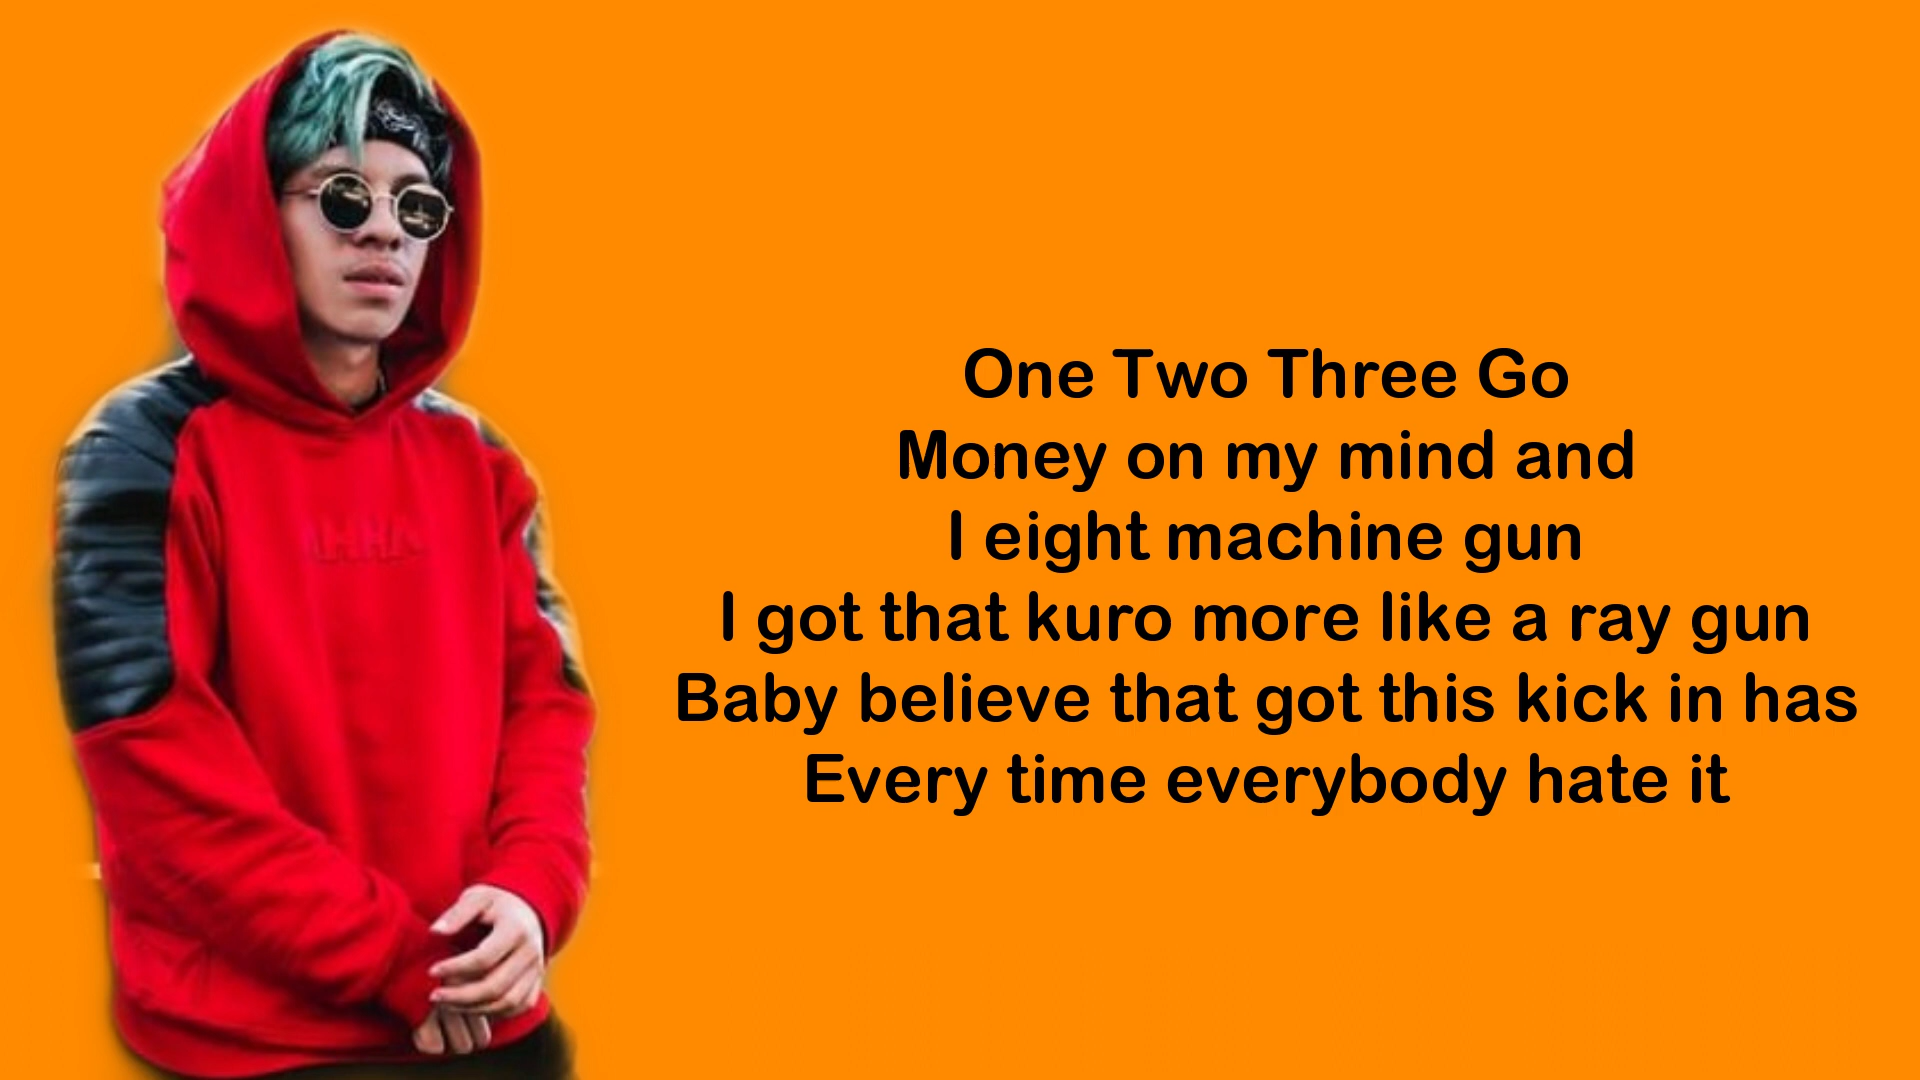 One Two Three Go
Money on my mind and
I eight machine gun
I got that kuro more like a ray gun
Baby believe that got this kick in has
Every time everybody hate it